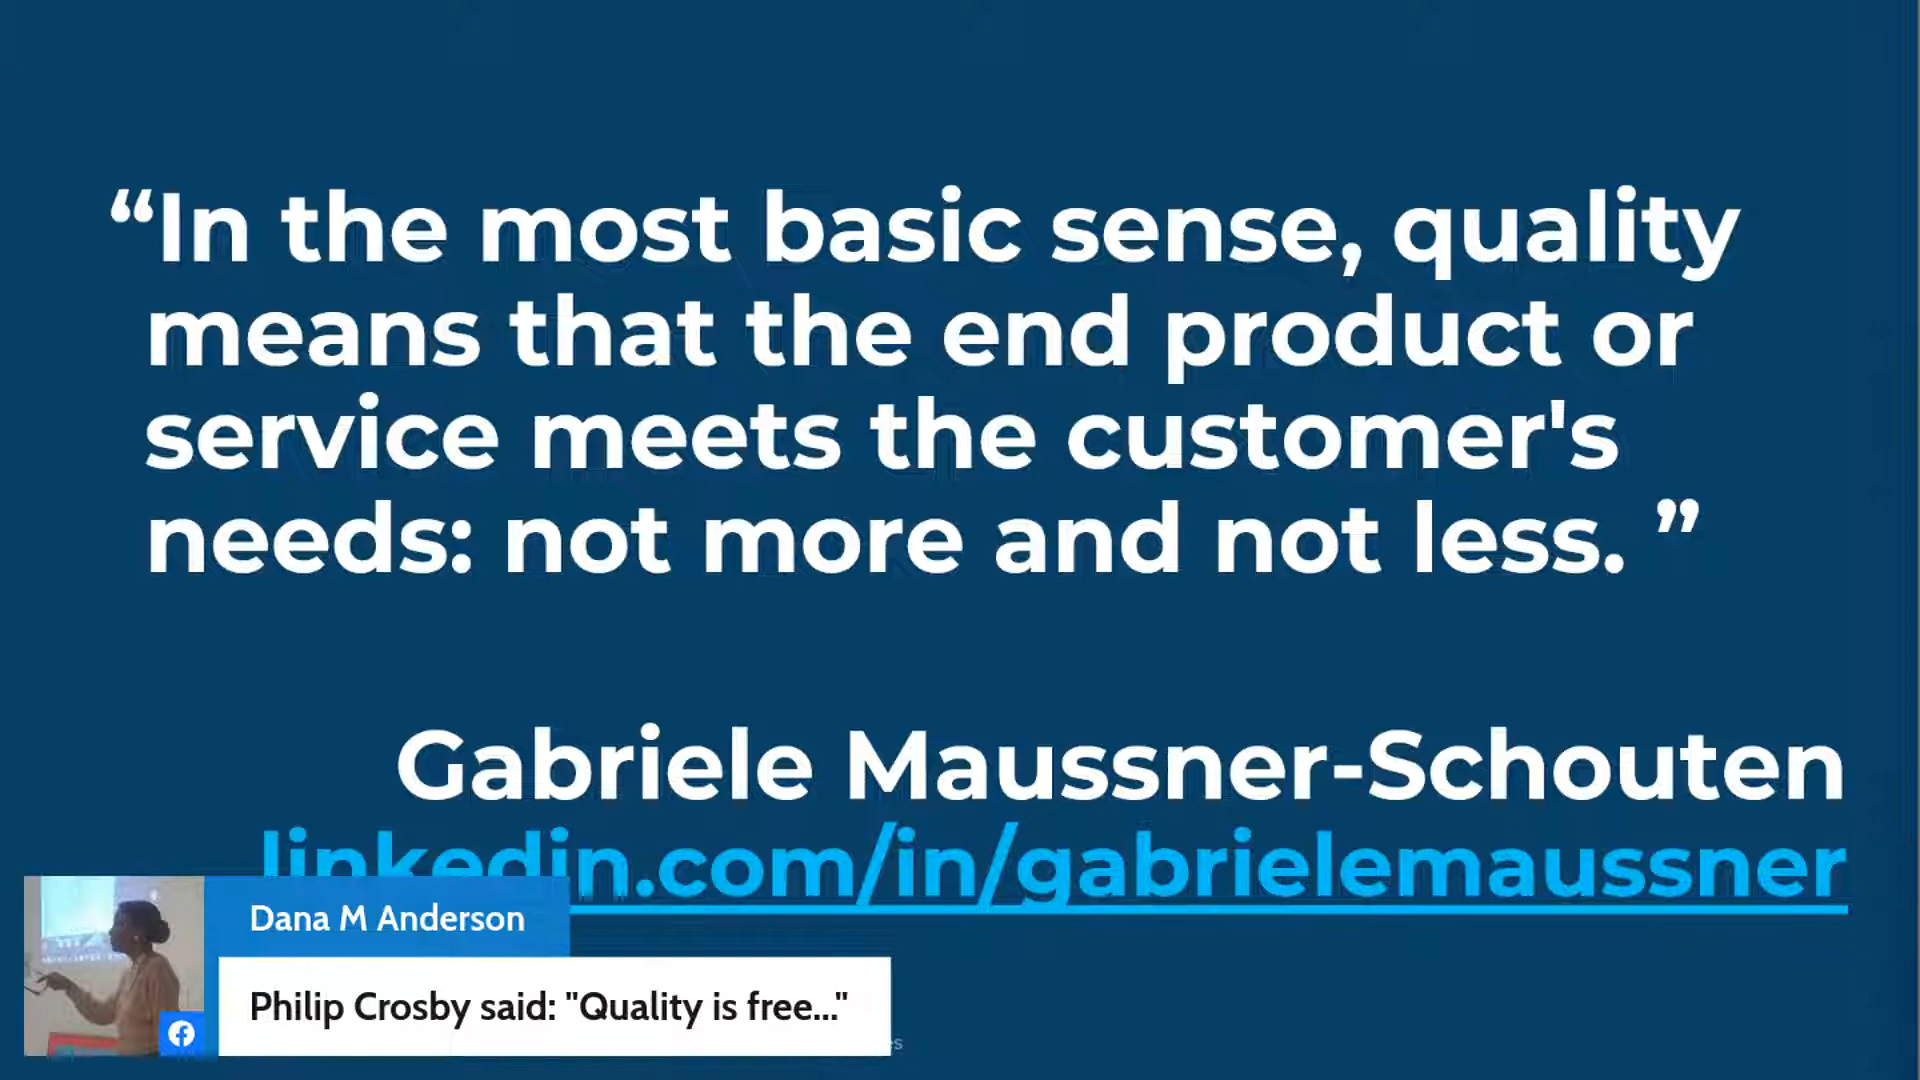 “In the most basic sense, quality
means that the end product or
service meets the customer's
needs: not more and not less. ”
Gabriele Maussner-Schouten
linkedin.com/in/gabrielemaussner
Dana M Anderson
Philip Crosby said: "Quality is free..."